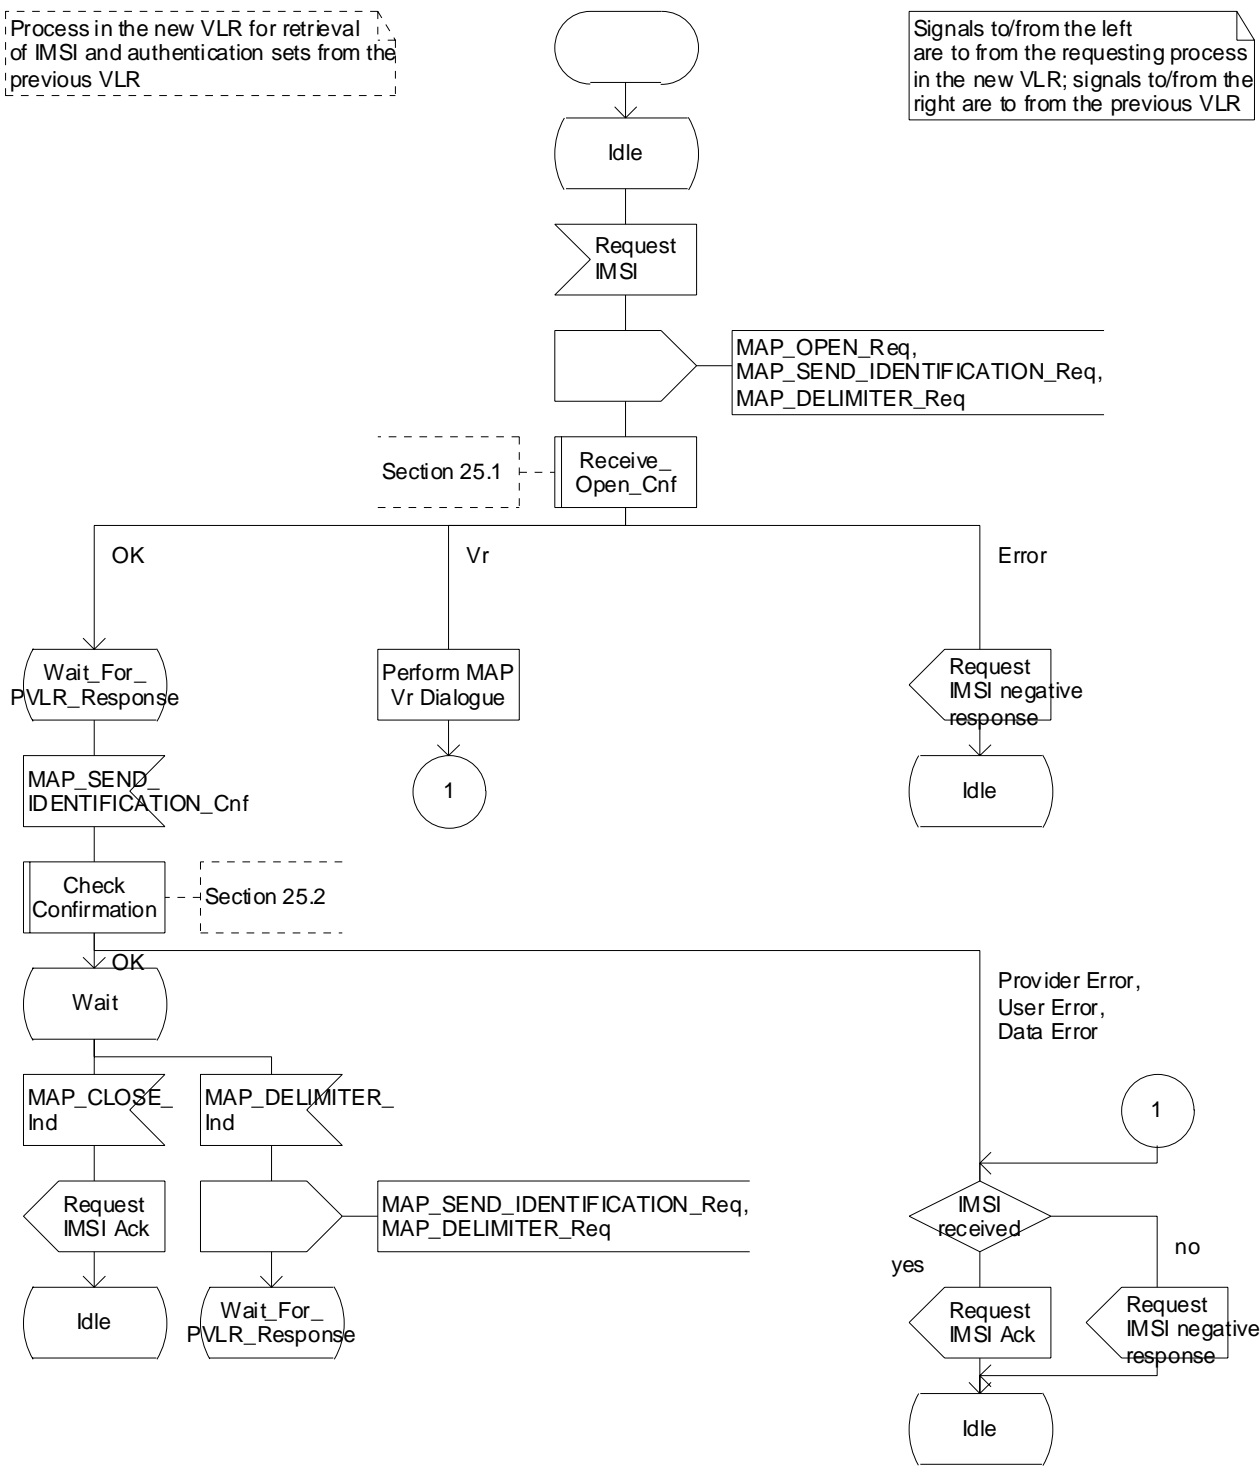 Process in the new VLR for retrieval
of IMSI and authentication sets from the
previous VLR
Signals to/from the left
are to from the requesting process
in the new VLR; signals to/from the
right are to from the previous VLR
Idle
Request
IMSI
MAP_OPEN_Req,
MAP_SEND_IDENTIFICATION_Req,
MAP_DELIMITER_Req
Section 25.1
Receive_
Open_Cnf
OK
Vr
Error
Wait_For_
PVLR_Response
Perform MAP
Vr Dialogue
Request
IMSI negative
response
MAP_SEND_
IDENTIFICATION_Cnf
1
Idle
Check
Confirmation
Section 25.2
OK
Wait
Provider Error,
User Error,
Data Error
MAP_CLOSE_
Ind
MAP_DELIMITER_
Ind
1
Request
IMSI Ack
MAP_SEND_IDENTIFICATION_Req,
MAP_DELIMITER_Req
IMSI
received
yes
no
Idle
Wait_For_
PVLR_Response
Request
IMSI Ack
Request
IMSI negative
response
Idle